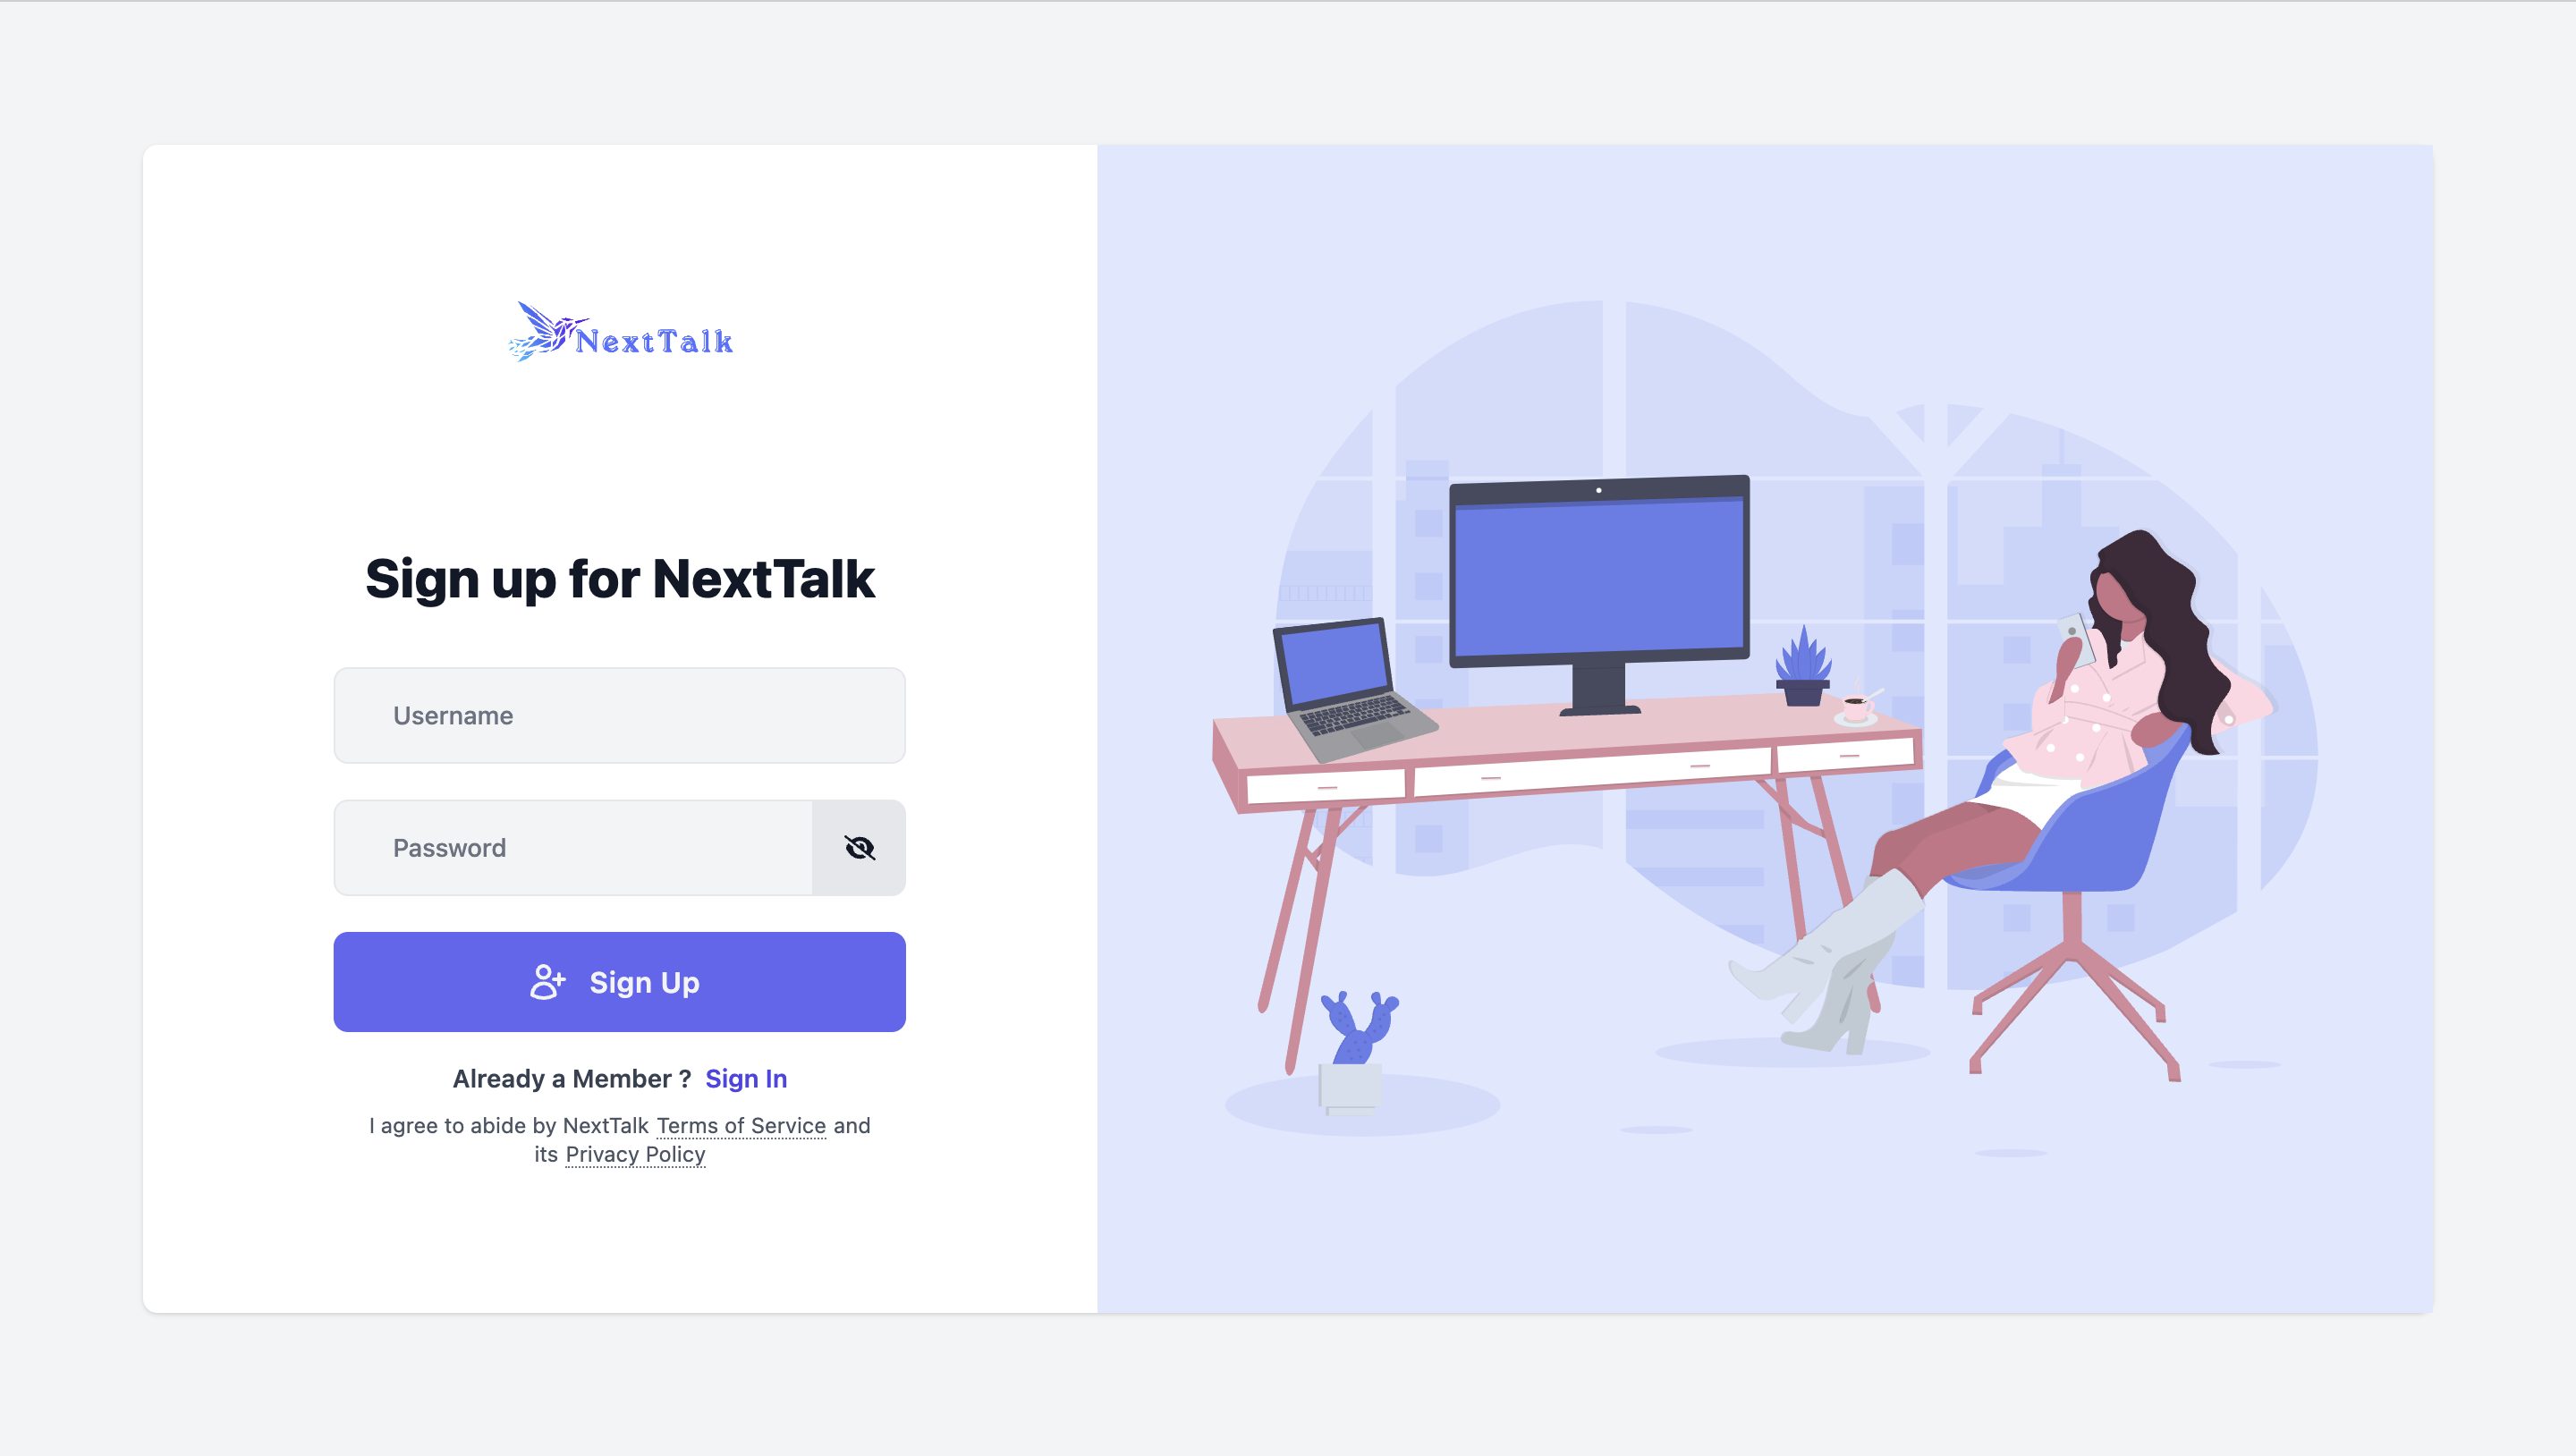 NextTalk
Sign up for NextTalk
Username
Password
Sign Up
Already a Member ? Sign In
I agree to abide by NextTalk Terms of Service and
its Privacy Policy